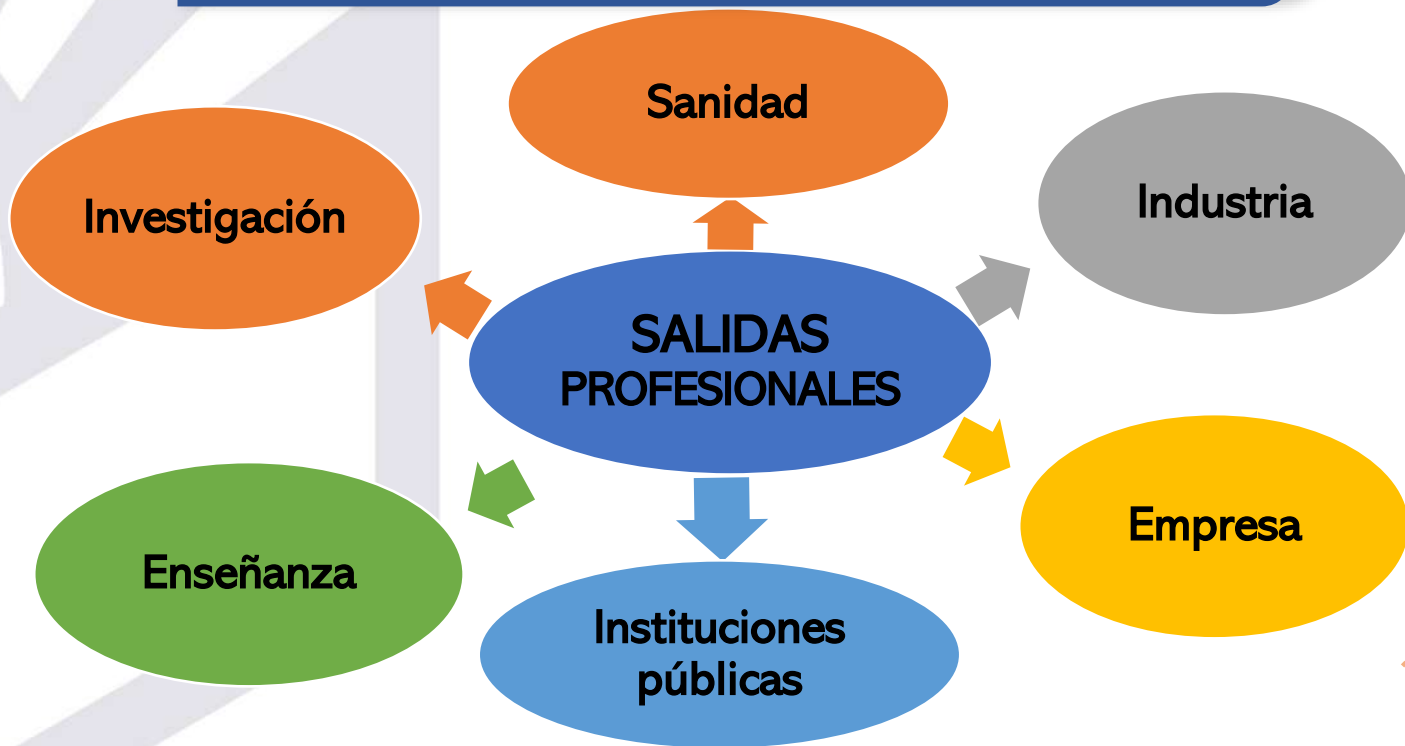 Sanidad
Investigación
Industria
SALIDAS
PROFESIONALES
Empresa
Enseñanza
Instituciones
públicas